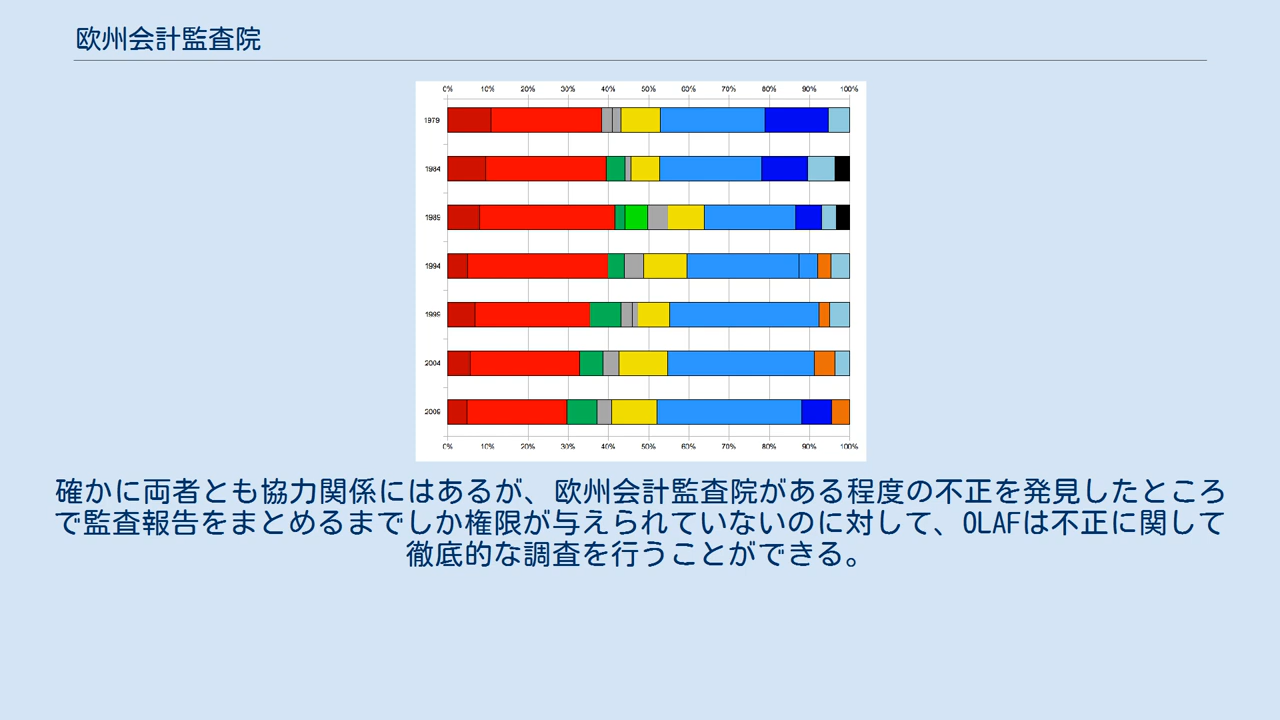 欧州会計監査院
0% 10% 20% 30% 40% 50% 60% 70% 80% 90% 100%
1979
1984
1989
1994
1999
2004
2009
0% 10% 20% 30% 40% 50% 60% 70% 80% 90% 100%
確かに両者とも協力関係にはあるが、欧州会計監査院がある程度の不正を発見したところ
で監査報告をまとめるまでしか権限が与えられていないのに対して、OLAFは不正に関して
徹底的な調査を行うことができる。